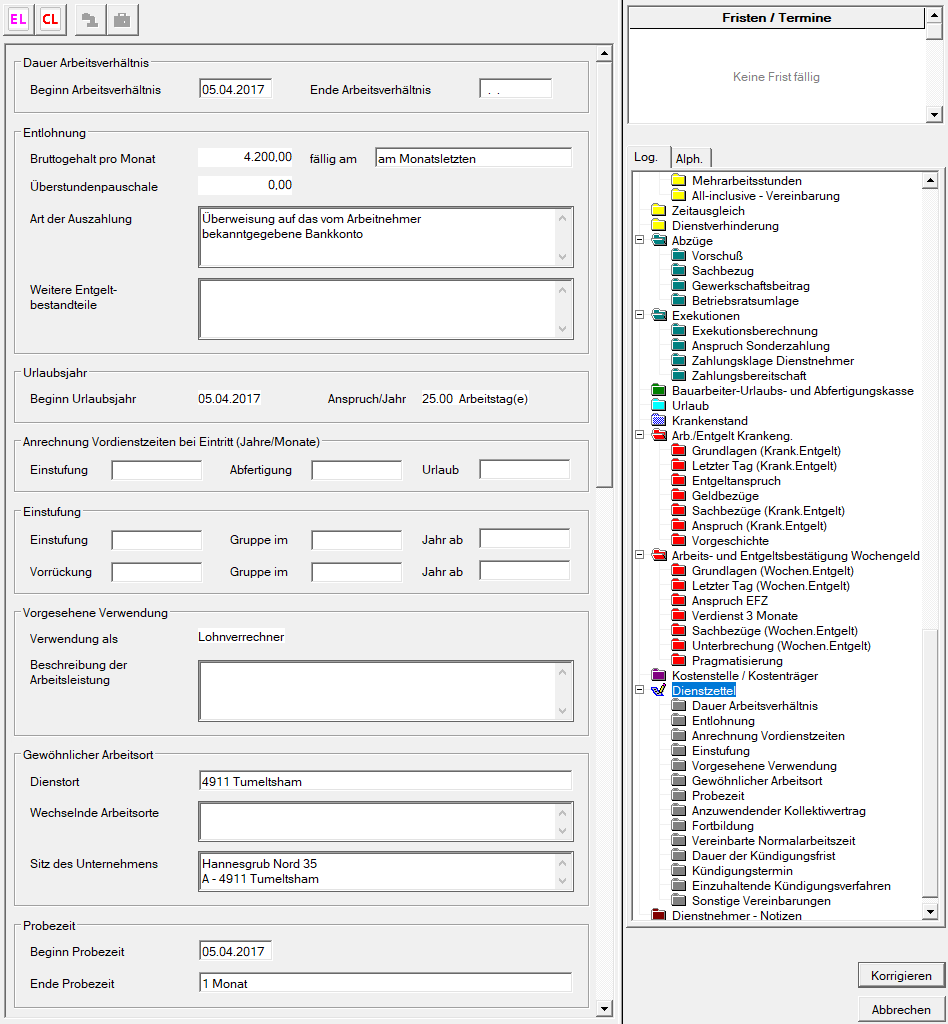 EL CL
Dauer Arbeitsverhältnis
Beginn Arbeitsverhältnis 05.04.2017 Ende Arbeitsverhältnis . .
Entlohnung
Bruttogehalt pro Monat 4.200,00 fällig am am Monatsletzten
Überstundenpauschale 0,00
Art der Auszahlung Überweisung auf das vom Arbeitnehmer
bekanntgegebene Bankkonto
Weitere Entgelt-
bestandteile
Urlaubsjahr
Beginn Urlaubsjahr 05.04.2017 Anspruch/Jahr 25.00 Arbeitstag(e)
Anrechnung Vordienstzeiten bei Eintritt (Jahre/Monate)
Einstufung Abfertigung Urlaub
Einstufung
Einstufung Gruppe im Jahr ab
Vorrückung Gruppe im Jahr ab
Vorgesehene Verwendung
Verwendung als Lohnverrechner
Beschreibung der
Arbeitsleistung
Gewöhnlicher Arbeitsort
Dienstort 4911 Tumeltsham
Wechselnde Arbeitsorte
Sitz des Unternehmens Hannesgrub Nord 35
A - 4911 Tumeltsham
Probezeit
Beginn Probezeit 05.04.2017
Ende Probezeit 1 Monat
Fristen / Termine
Keine Frist fällig
Log. Alph.
Mehrarbeitsstunden
All-inclusive - Vereinbarung
Zeitausgleich
Dienstverhinderung
Abzüge
Vorschuß
Sachbezug
Gewerkschaftsbeitrag
Betriebsratsumlage
Exekutionen
Exekutionsberechnung
Anspruch Sonderzahlung
Zahlungsklage Dienstnehmer
Zahlungsbereitschaft
Bauarbeiter-Urlaubs- und Abfertigungskasse
Urlaub
Krankenstand
Arb./Entgelt Krankeng.
Grundlagen (Krank.Entgelt)
Letzter Tag (Krank.Entgelt)
Entgeltanspruch
Geldbezüge
Sachbezüge (Krank.Entgelt)
Anspruch (Krank.Entgelt)
Vorgeschichte
Arbeits- und Entgeltsbestätigung Wochengeld
Grundlagen (Wochen.Entgelt)
Letzter Tag (Wochen.Entgelt)
Anspruch EFZ
Verdienst 3 Monate
Sachbezüge (Wochen.Entgelt)
Unterbrechung (Wochen.Entgelt)
Pragmatisierung
Kostenstelle / Kostenträger
Dienstzettel
Dauer Arbeitsverhältnis
Entlohnung
Anrechnung Vordienstzeiten
Einstufung
Vorgesehene Verwendung
Gewöhnlicher Arbeitsort
Probezeit
Anzuwendender Kollektivvertrag
Fortbildung
Vereinbarte Normalarbeitszeit
Dauer der Kündigungsfrist
Kündigungstermin
Einzuhaltende Kündigungsverfahren
Sonstige Vereinbarungen
Dienstnehmer - Notizen
Korrigieren
Abbrechen